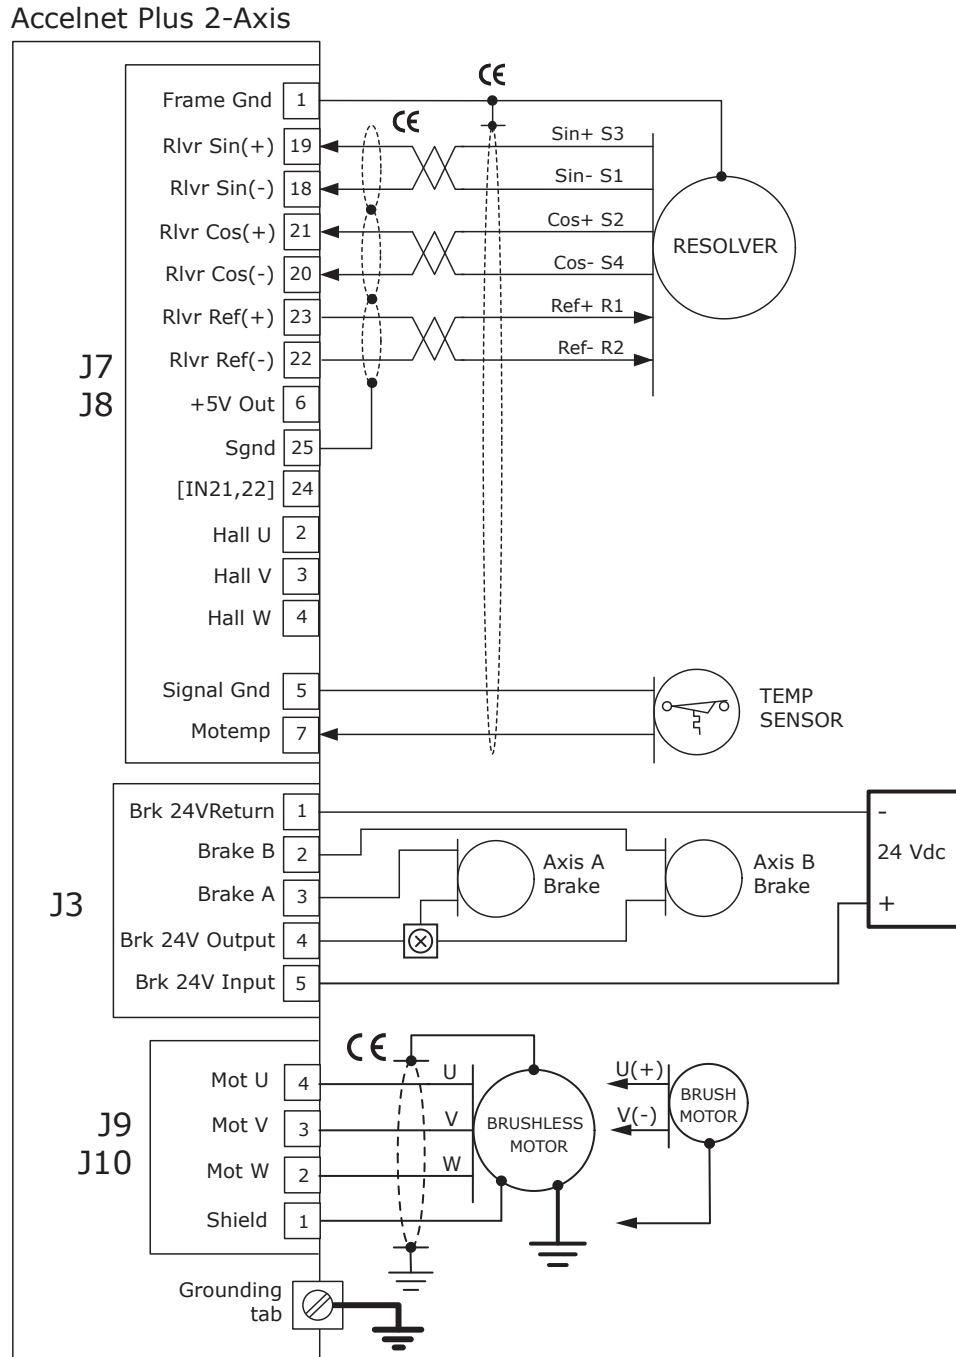 Accelnet Plus 2-Axis
CE
Frame Gnd 1
CE
Rlvr Sin(+) 19 Sin+ S3
Rlvr Sin(-) 18 Sin- S1
Rlvr Cos(+) 21 Cos+ S2
RESOLVER
Rlvr Cos(-) 20 Cos- S4
Rlvr Ref(+) 23 Ref+ R1
Rlvr Ref(-) 22 Ref- R2
J7
J8
+5V Out 6
Sgnd 25
[IN21,22] 24
Hall U 2
Hall V 3
Hall W 4
Signal Gnd 5
Motemp 7
TEMP
SENSOR
J3
Brk 24VReturn 1
Brake B 2
Brake A 3
Brk 24V Output 4
Brk 24V Input 5
Axis A
Brake
Axis B
Brake
-
24 Vdc
+
CE
J9
J10
Mot U 4 U
Mot V 3 V
Mot W 2 W
Shield 1
BRUSHLESS
MOTOR
U(+)
V(-)
BRUSH
MOTOR
Grounding
tab